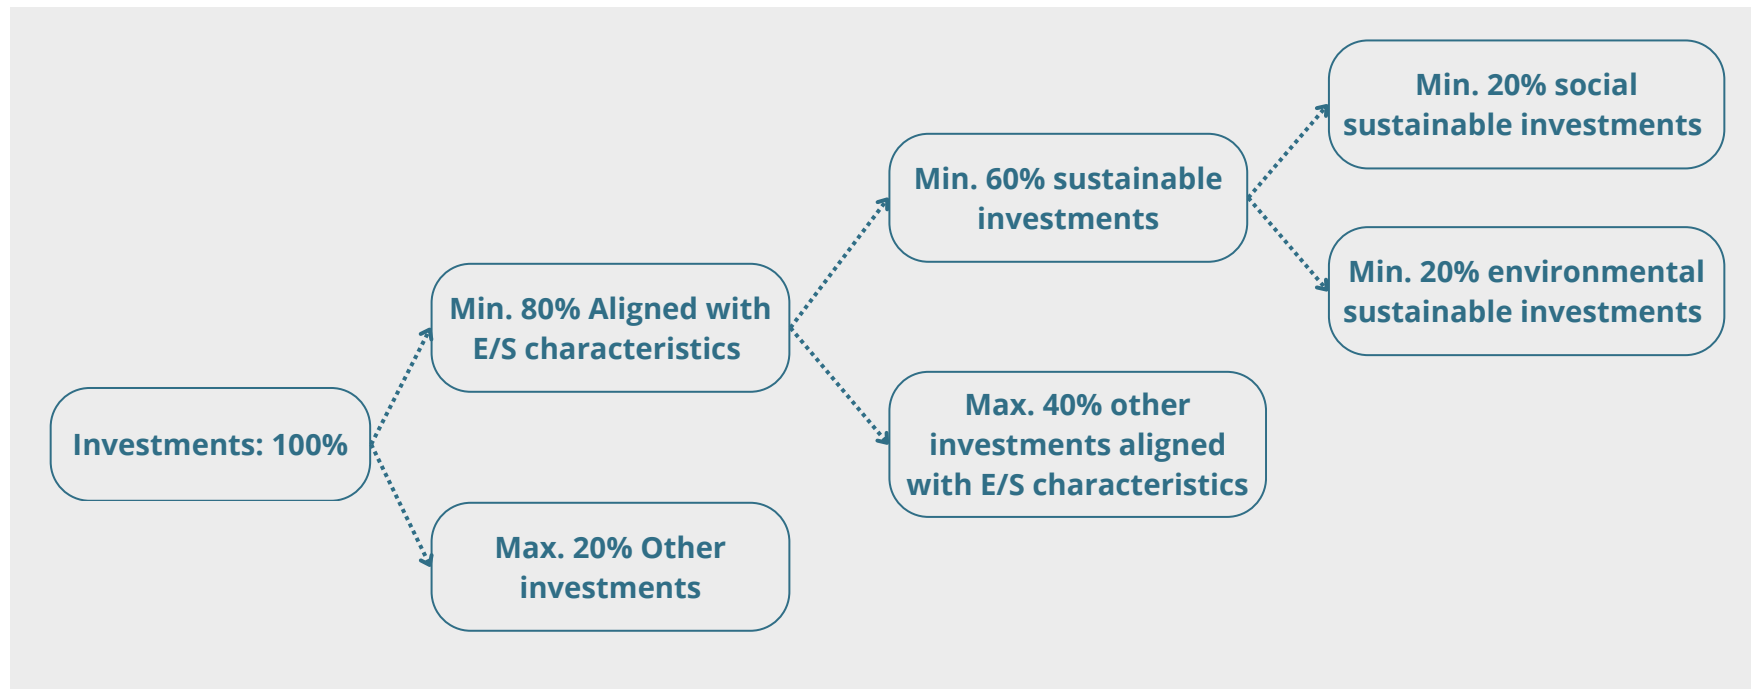 Investments: 100%
Min. 80% Aligned with
E/S characteristics
Max. 20% Other
investments
Min. 60% sustainable
investments
Max. 40% other
investments aligned
with E/S characteristics
Min. 20% social
sustainable investments
Min. 20% environmental
sustainable investments